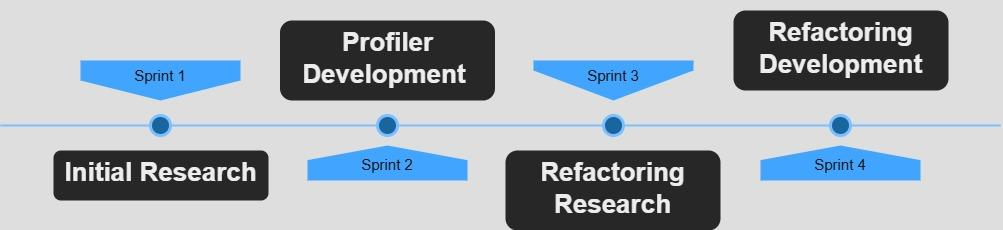 Sprint 1
Initial Research
Profiler
Development
Sprint 2
Sprint 3
Refactoring
Research
Refactoring
Development
Sprint 4